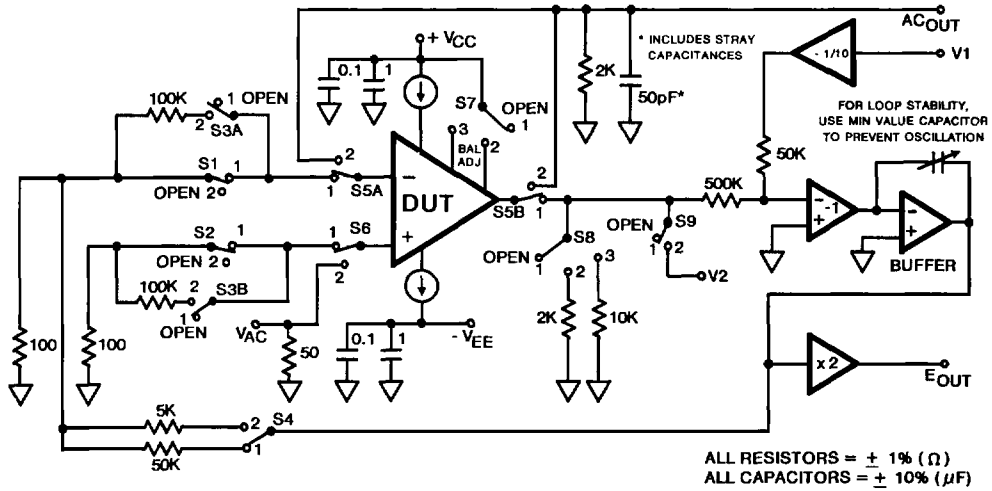 + VCC
ACOUT
* INCLUDES STRAY
CAPACITANCES
- 1/10
V1
0.1
1
2K
50pF*
S7
OPEN
1
3
2
BAL
ADJ
FOR LOOP STABILITY,
USE MIN VALUE CAPACITOR
TO PREVENT OSCILLATION
100K
1
OPEN
2
S3A
S1
1
OPEN 2
2
1
S5A
−
DUT
+
S5B
2
1
50K
500K
−
-1
+
−
+
BUFFER
S2
1
OPEN 2
1
S6
2
100K
2
S3B
1
OPEN
OPEN
S8
1
2
3
OPEN
S9
1
2
V2
100
100
VAC
50
0.1
1
- VEE
2K
10K
x 2
EOUT
5K
2
S4
50K
1
ALL RESISTORS = ± 1% (Ω)
ALL CAPACITORS = ± 10% (μF)